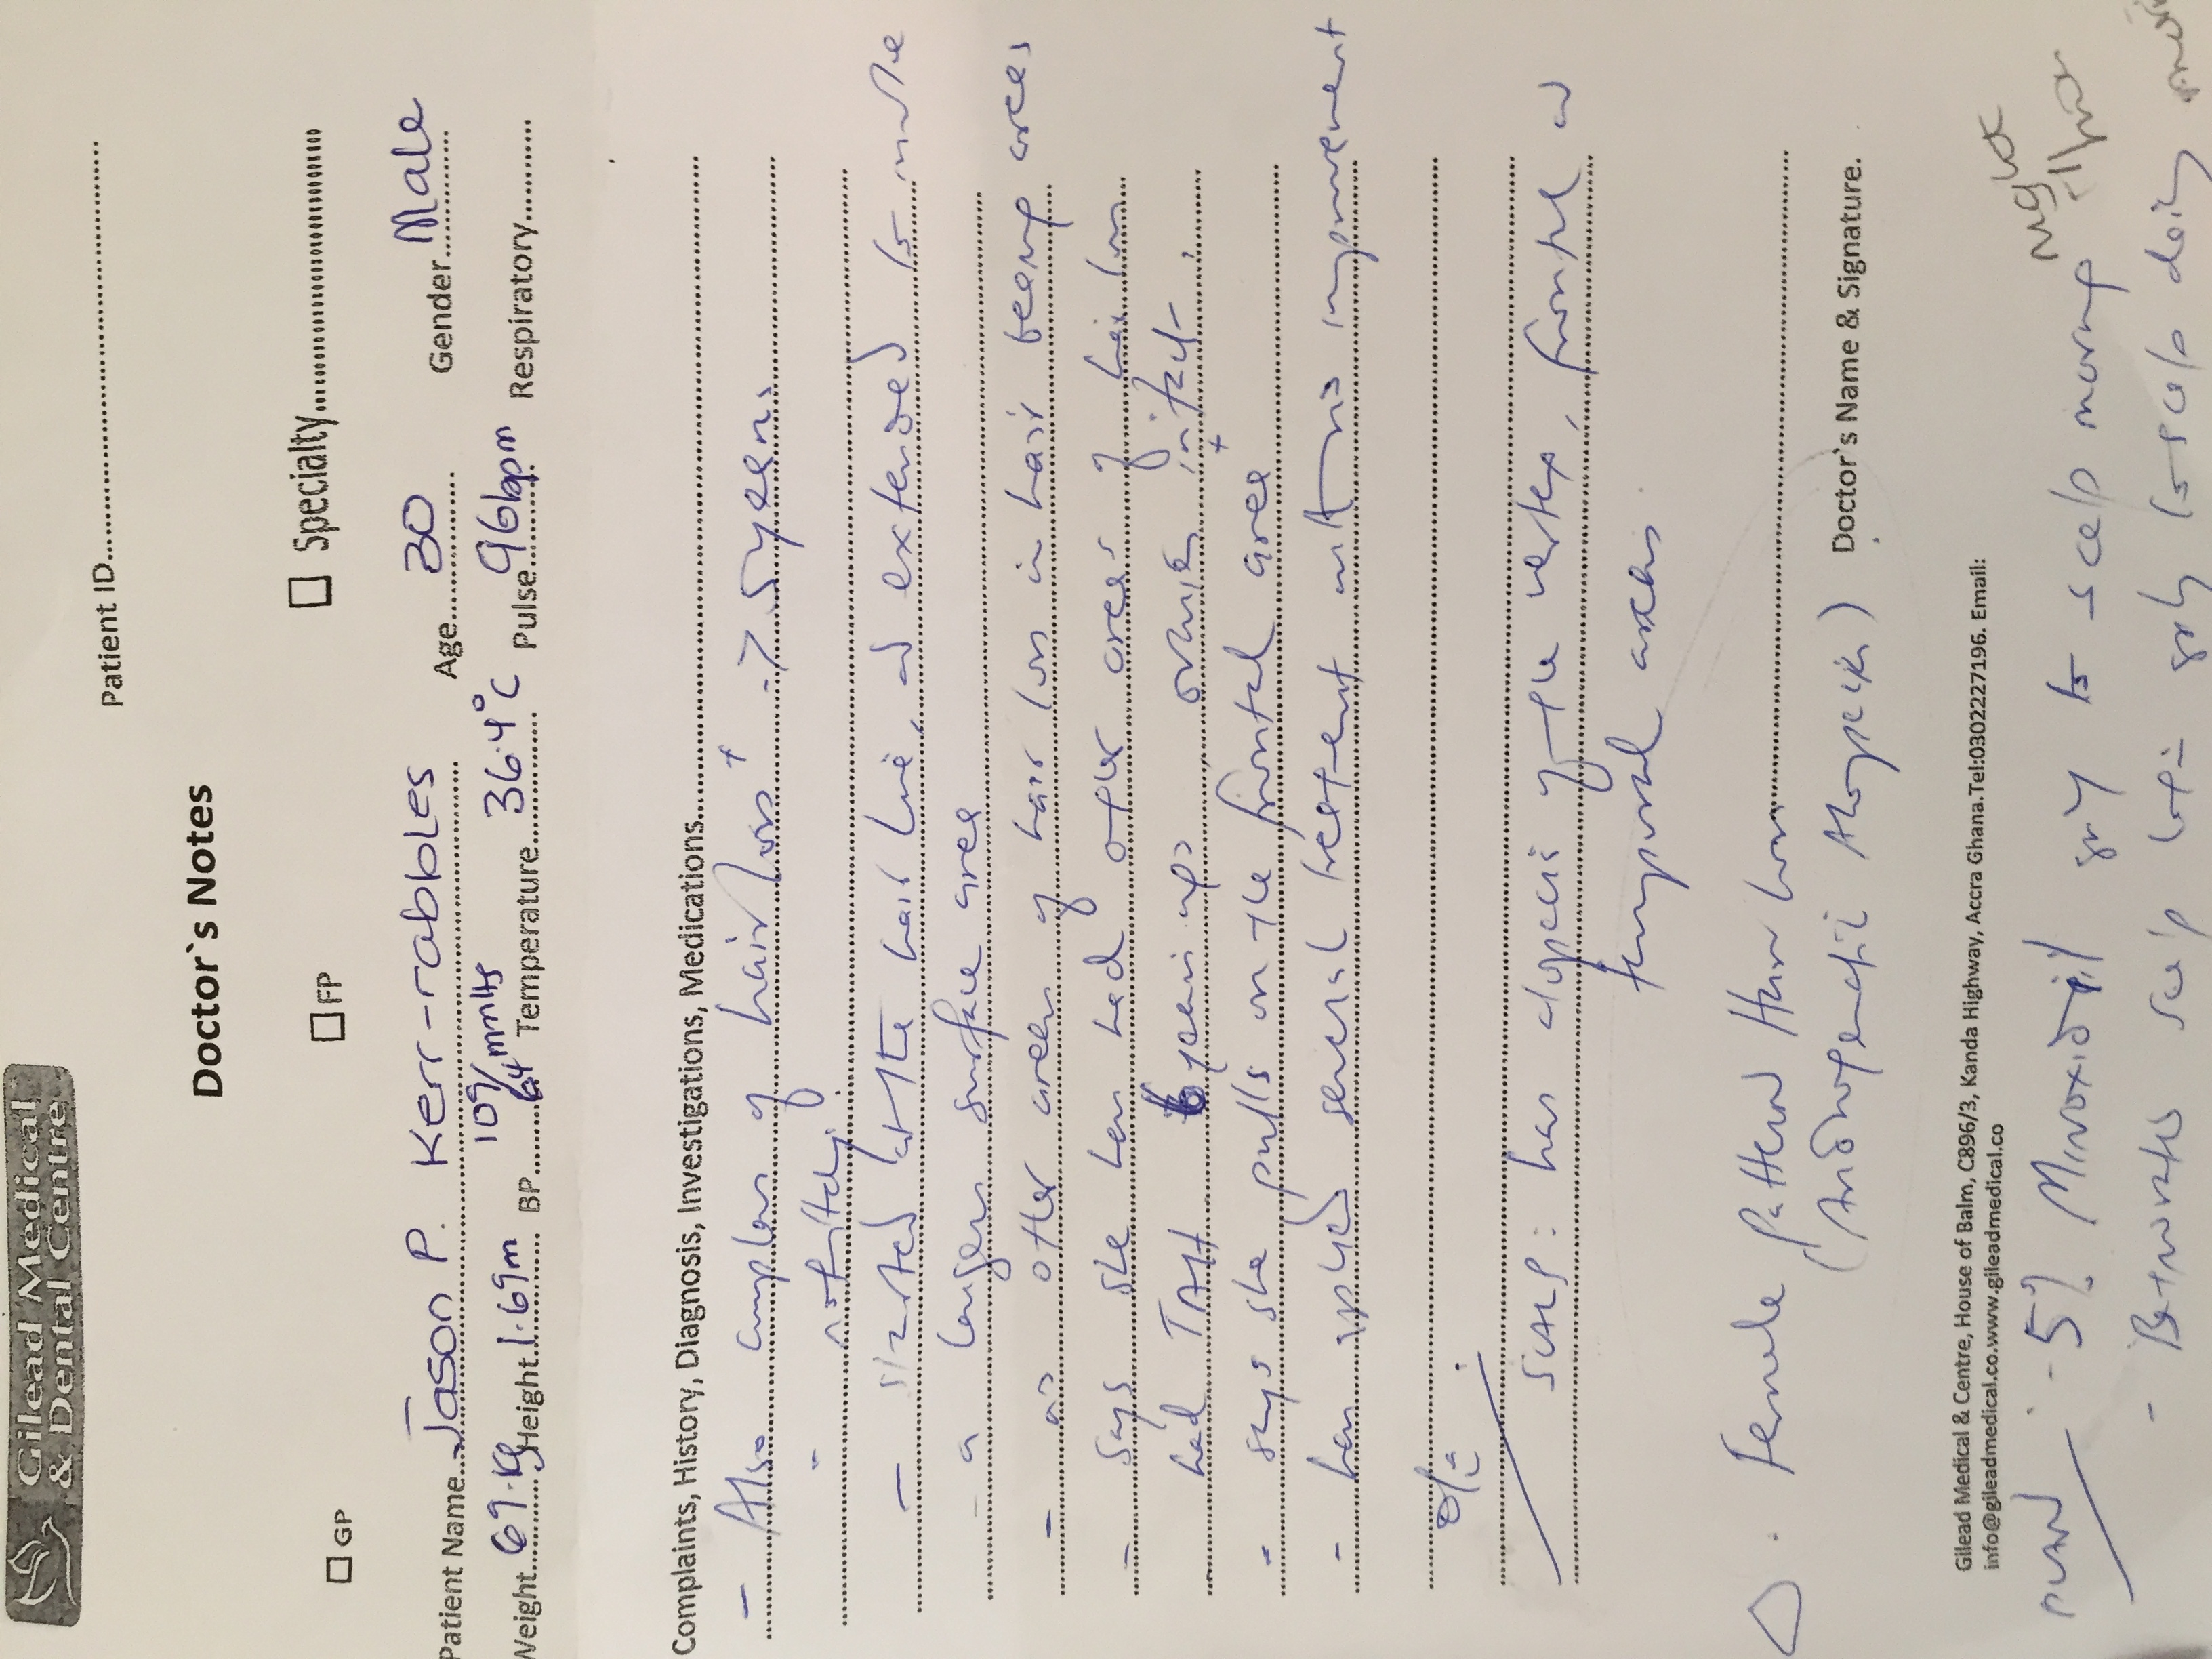 Gilead Medical
& Dental Centre
Patient ID
Doctor`s Notes
GP FP Specialty
Patient Name Jason P. Kerr-rabbles Age 30 Gender Male
Weight 69.kg Height 1.69m BP 109/64 mmHg Temperature 36.4°C Pulse 96bpm Respiratory
Complaints, History, Diagnosis, Investigations, Medications
- Also complains of hair loss + -> 5 years
- not itchy.
- started at the hair line, and extended to involve
- a larger surface area
- no other areas of hair loss in hair bearing areas
- says she has had other areas of hair loss
had TAH 6 years ago, ovaries intact.
- says she pulls on the frontal area +
- has applied several treatment with no improvement
o/e
SCALP: has alopecia of the vertex, frontal and
temporal areas
Δ. Female Pattern Hair Loss
(Androgenetic Alopecia)
Doctor`s Name & Signature.
Gilead Medical & Centre, House of Balm, C896/3, Kanda Highway, Accra Ghana.Tel:0302227196. Email:
info@gileadmedical.co.www.gileadmedical.co
PLAN - 5% Minoxidil to scalp morning night
- Betnovate scalp lotion to scalp daily